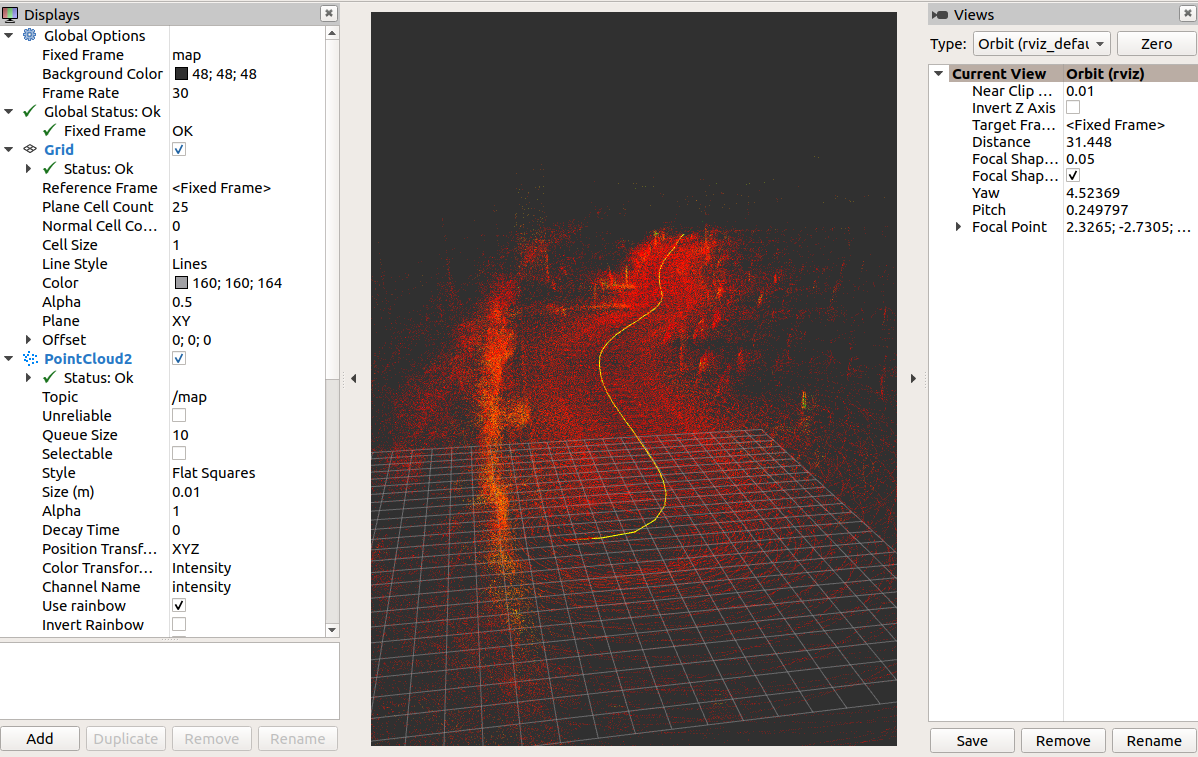 Displays
Global Options
Fixed Frame map
Background Color 48; 48; 48
Frame Rate 30
Global Status: Ok
Fixed Frame OK
Grid
Status: Ok
Reference Frame <Fixed Frame>
Plane Cell Count 25
Normal Cell Co... 0
Cell Size 1
Line Style Lines
Color 160; 160; 164
Alpha 0.5
Plane XY
Offset 0; 0; 0
PointCloud2
Status: Ok
Topic /map
Unreliable
Queue Size 10
Selectable
Style Flat Squares
Size (m) 0.01
Alpha 1
Decay Time 0
Position Transf... XYZ
Color Transfor... Intensity
Channel Name intensity
Use rainbow
Invert Rainbow
Add Duplicate Remove Rename
Views
Type: Orbit (rviz_defau Zero
Current View Orbit (rviz)
Near Clip ... 0.01
Invert Z Axis
Target Fra... <Fixed Frame>
Distance 31.448
Focal Shap... 0.05
Focal Shap...
Yaw 4.52369
Pitch 0.249797
Focal Point 2.3265; -2.7305; ...
Save Remove Rename